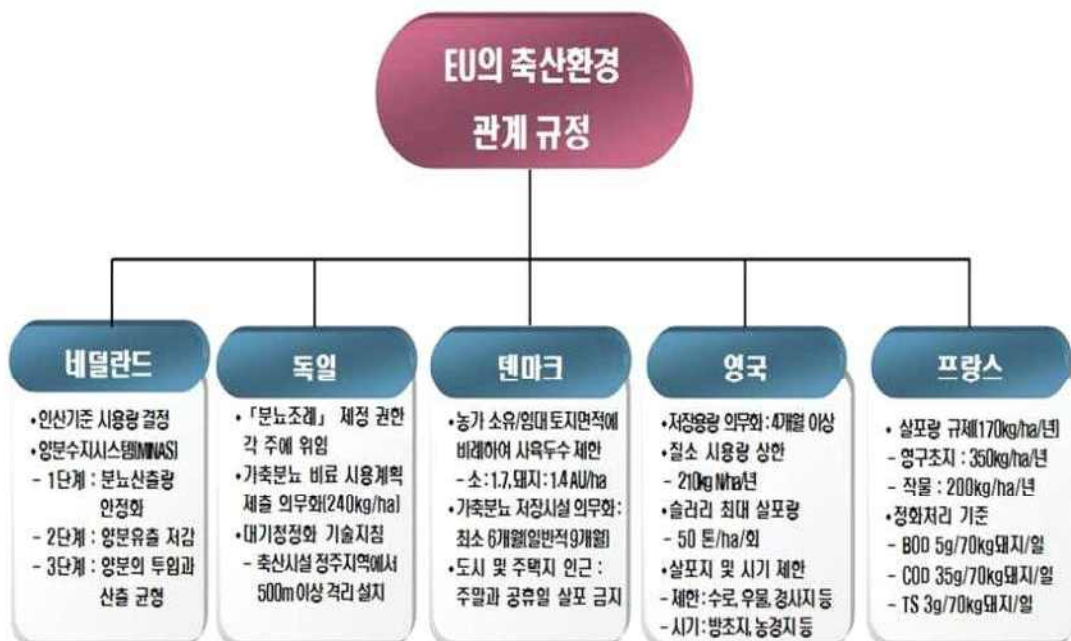 EU의 축산환경
관계 규정
네덜란드
•인산기준 시용량 결정
•양분수지시스템(MINAS)
- 1단계 : 분뇨산출량
안정화
- 2단계 : 양분유출 저감
- 3단계 : 양분의 투입과
산출 균형
독일
•「분뇨조례」 제정 권한
각 주에 위임
•가축분뇨 비료 시용계획
제출 의무화(240kg/ha)
•대기청정화 기술지침
- 축산시설 정주지역에서
500m 이상 격리 설치
덴마크
•농가 소유/임대 토지면적에
비례하여 사육두수 제한
- 소 : 1.7, 돼지 : 1.4 AU/ha
•가축분뇨 저장시설 의무화 :
최소 6개월(일반적 9개월)
•도시 및 주택지 인근 :
주말과 공휴일 살포 금지
영국
•저장용량 의무화 : 4개월 이상
•질소 시용량 상한
- 210kg N/ha/년
•슬러리 최대 살포량
- 50 톤/ha/회
•살포지 및 시기 제한
- 제한 : 수로, 우물, 경사지 등
- 시기 : 방초지, 농경지 등
프랑스
• 살포량 규제(170kg/ha/년)
- 영구초지 : 350kg/ha/년
- 작물 : 200kg/ha/년
•정화처리 기준
- BOD 5g/70kg돼지/일
- COD 35g/70kg돼지/일
- TS 3g/70kg돼지/일